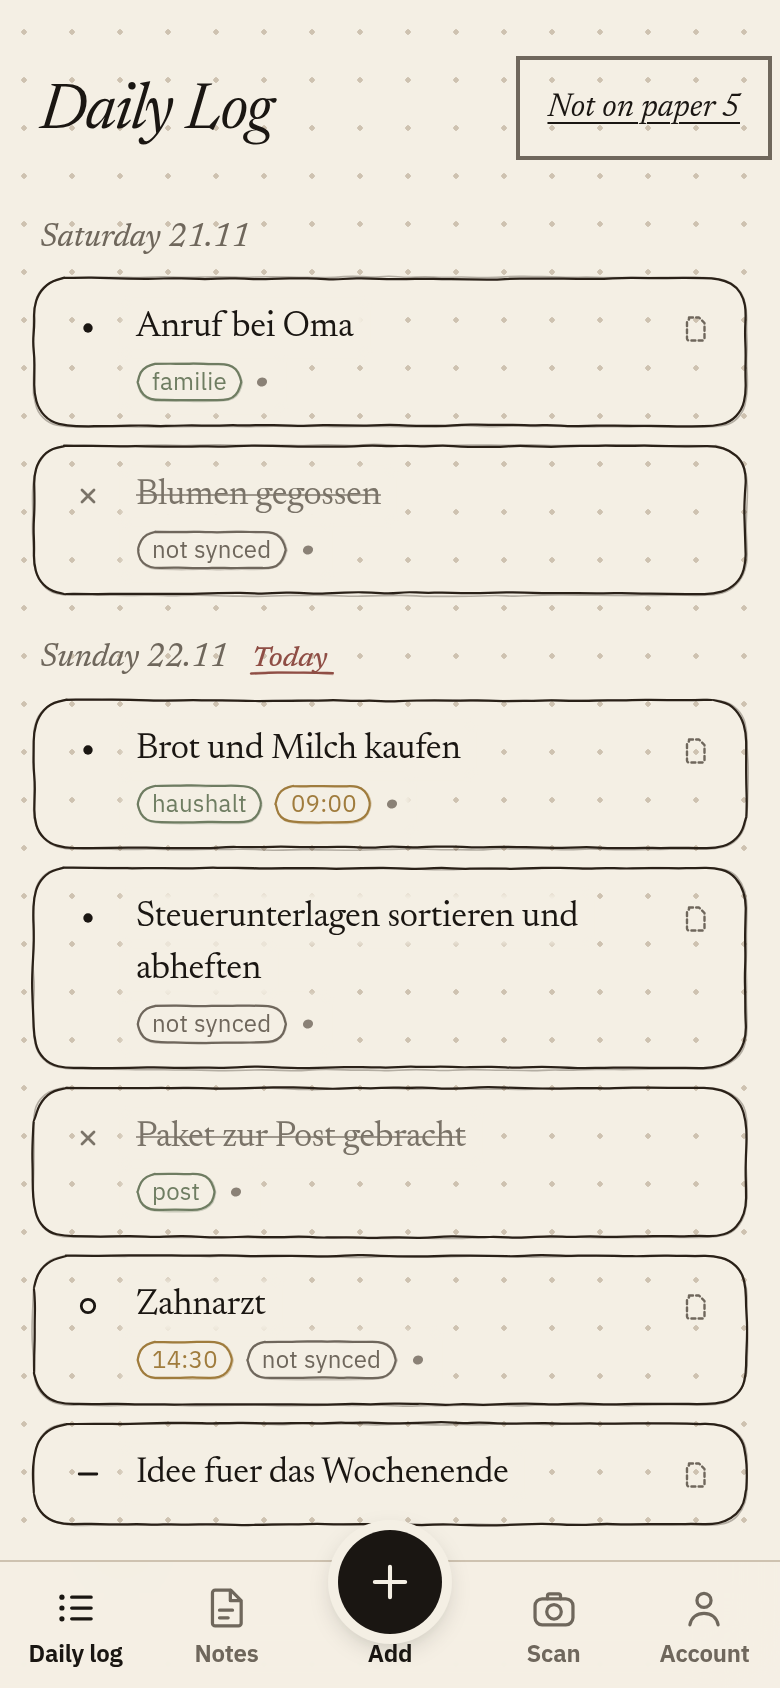 Daily Log
Not on paper 5
Saturday 21.11
Anruf bei Oma
familie
Blumen gegossen
not synced
Sunday 22.11 Today
Brot und Milch kaufen
haushalt 09:00
Steuerunterlagen sortieren und
abheften
not synced
Paket zur Post gebracht
post
Zahnarzt
14:30 not synced
Idee fuer das Wochenende
Daily log Notes Add Scan Account